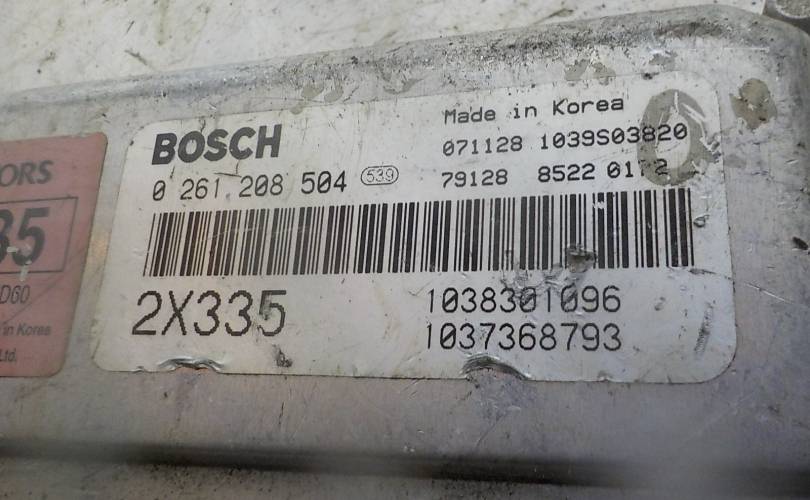 BOSCH
Made in Korea
071128 1039S03820
0 261 208 504 539
79128 8522
2X335
1038301096
1037368793
ORS
35
D60
in Korea
Ltd.